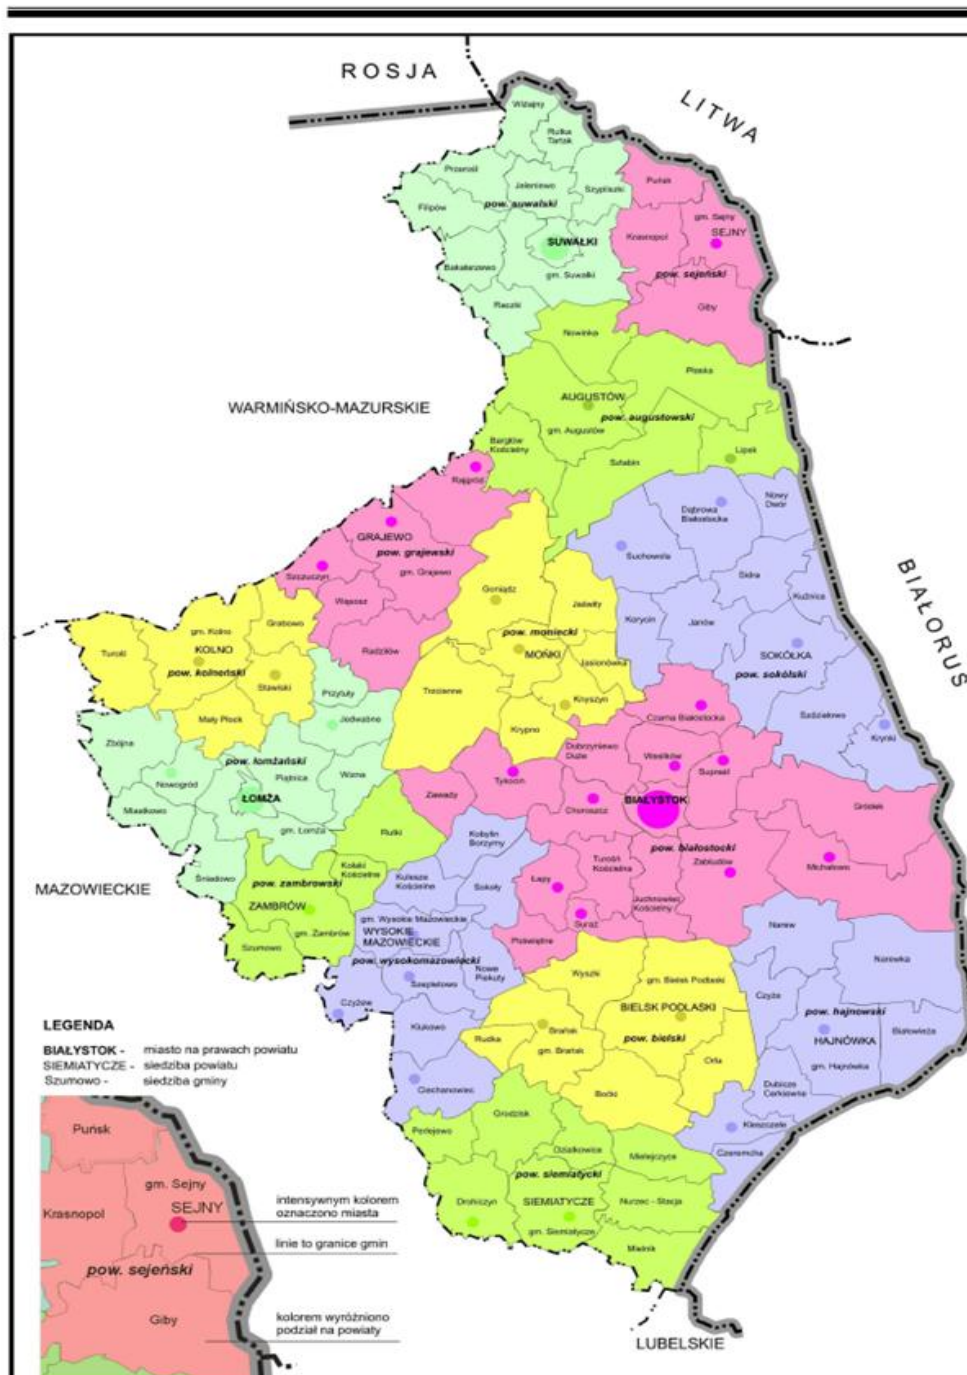 ROSJA
LITWA
Wiżajny
Rutka
Tartak
Przerośl
Jeleniewo
Szypliszki
Puńsk
Filipów
pow. suwalski
gm. Sejny
SEJNY
Krasnopol
SUWAŁKI
Bakałarzewo
gm. Suwałki
pow. sejneński
Raczki
Giby
Nowinka
Płaska
WARMIŃSKO-MAZURSKIE
AUGUSTÓW
pow. augustowski
gm. Augustów
Bargłów
Kościelny
Sztabin
Lipsk
Rajgród
Nowy
Dwór
Dąbrowa
Białostocka
GRAJEWO
pow. grajewski
Suchowola
BIAŁORUŚ
Szczuczyn
gm. Grajewo
Sidra
Goniądz
Kuźnica
Wąsosz
Jaświły
Grabowo
Korycin
Janów
gm. Kolno
KOLNO
pow. moniecki
Turośl
Radziłów
MOŃKI
SOKÓŁKA
pow. kolneński
Jasionówka
pow. sokólski
Stawiski
Trzcianne
Przytuły
Knyszyn
Mały Płock
Jedwabne
Czarna Białostocka
Szudziałowo
Krypno
Krynki
Zbójna
Dobrzyniewo
Duże
Wasilków
pow. łomżański
Supraśl
Nowogród
Piątnica
Wizna
Tykocin
Zawady
ŁOMŻA
Choroszcz
BIAŁYSTOK
Gródek
Miastkowo
gm. Łomża
Rutki
Kobylin
Borzymy
pow. białostocki
Śniadowo
Kołaki
Kościelne
Turośń
Kościelna
Zabłudów
Michałowo
MAZOWIECKIE
pow. zambrowski
Kulesze
Kościelne
Sokoły
Łapy
ZAMBRÓW
Juchnowiec
Kościelny
gm. Zambrów
gm. Wysokie Mazowieckie
Suraż
Narew
WYSOKIE
MAZOWIECKIE
Szumowo
Poświętne
pow. wysokomazowiecki
Narewka
Szepietowo
Nowe
Piekuty
Wyszki
gm. Bielsk Podlaski
Czyże
Czyżew
BIELSK PODLASKI
pow. hajnowski
Klukowo
Brańsk
Białowieża
Rudka
pow. bielski
HAJNÓWKA
gm. Brańsk
Orla
gm. Hajnówka
Ciechanowiec
Boćki
Dubicze
Cerkiewne
Grodzisk
Kleszczele
Perlejewo
Dziadkowice
Milejczyce
Czeremcha
pow. siemiatycki
Drohiczyn
SIEMIATYCZE
Nurzec - Stacja
gm. Siemiatycze
Mielnik
LUBELSKIE
LEGENDA
BIAŁYSTOK - miasto na prawach powiatu
SIEMIATYCZE - siedziba powiatu
Szumowo - siedziba gminy
Puńsk
gm. Sejny
Krasnopol
SEJNY
intensywnym kolorem
oznaczono miasta
linie to granice gmin
pow. sejeński
Giby
kolorem wyróżniono
podział na powiaty